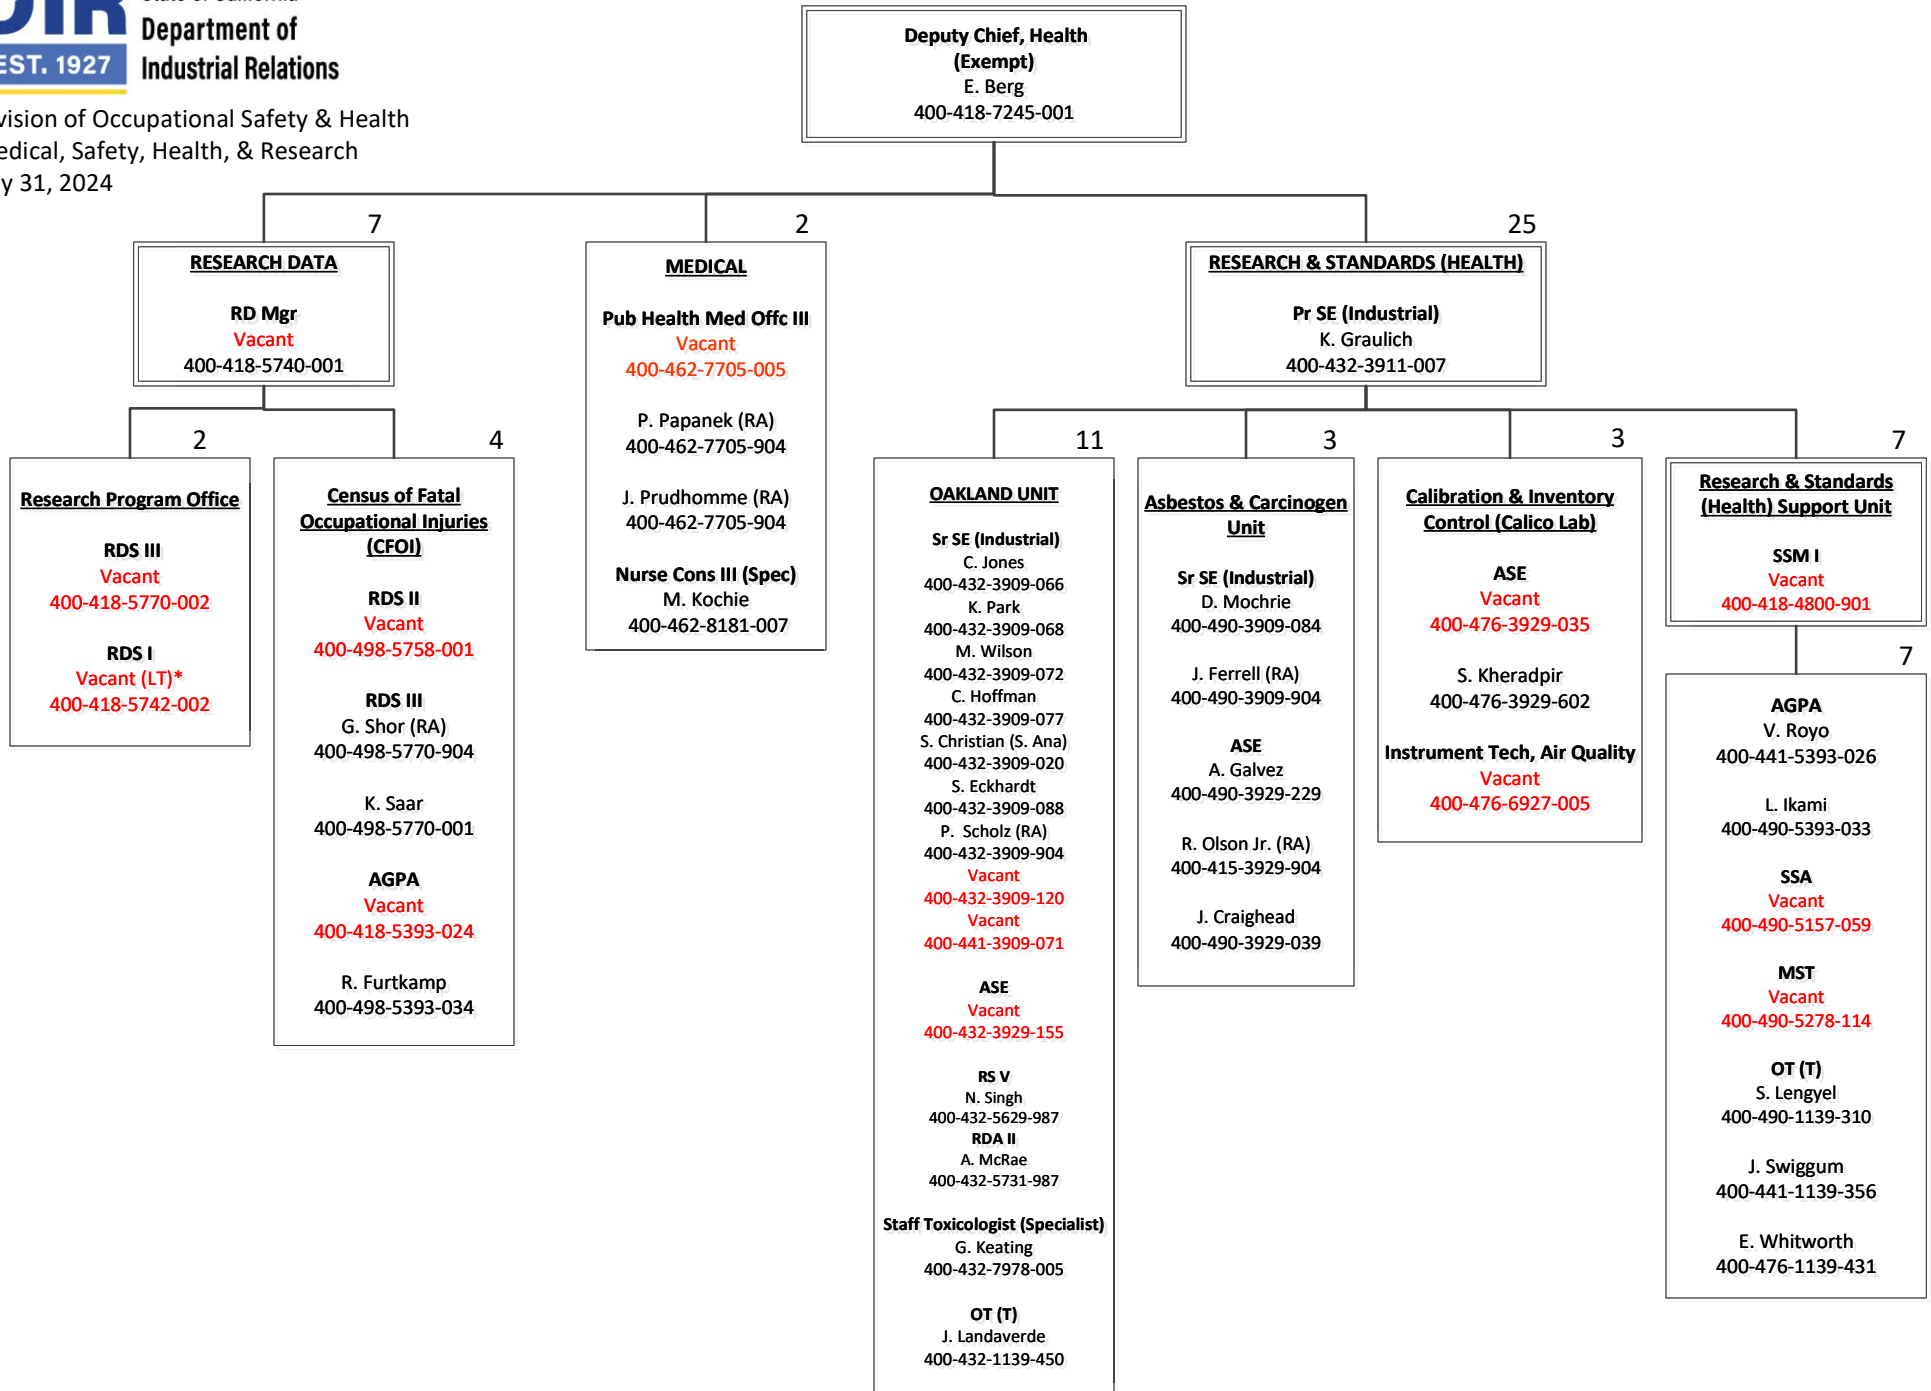 EST. 1927
Department of
Industrial Relations
vision of Occupational Safety & Health
edical, Safety, Health, & Research
y 31, 2024
Deputy Chief, Health
(Exempt)
E. Berg
400-418-7245-001
7
RESEARCH DATA
RD Mgr
Vacant
400-418-5740-001
2
MEDICAL
Pub Health Med Offc III
Vacant
400-462-7705-005
P. Papanek (RA)
400-462-7705-904
J. Prudhomme (RA)
400-462-7705-904
Nurse Cons III (Spec)
M. Kochie
400-462-8181-007
25
RESEARCH & STANDARDS (HEALTH)
Pr SE (Industrial)
K. Graulich
400-432-3911-007
2
Research Program Office
RDS III
Vacant
400-418-5770-002
RDS I
Vacant (LT)*
400-418-5742-002
4
Census of Fatal
Occupational Injuries
(CFOI)
RDS II
Vacant
400-498-5758-001
RDS III
G. Shor (RA)
400-498-5770-904
K. Saar
400-498-5770-001
AGPA
Vacant
400-418-5393-024
R. Furtkamp
400-498-5393-034
11
OAKLAND UNIT
Sr SE (Industrial)
C. Jones
400-432-3909-066
K. Park
400-432-3909-068
M. Wilson
400-432-3909-072
C. Hoffman
400-432-3909-077
S. Christian (S. Ana)
400-432-3909-020
S. Eckhardt
400-432-3909-088
P. Scholz (RA)
400-432-3909-904
Vacant
400-432-3909-120
Vacant
400-441-3909-071
ASE
Vacant
400-432-3929-155
RS V
N. Singh
400-432-5629-987
RDA II
A. McRae
400-432-5731-987
Staff Toxicologist (Specialist)
G. Keating
400-432-7978-005
OT (T)
J. Landaverde
400-432-1139-450
3
Asbestos & Carcinogen
Unit
Sr SE (Industrial)
D. Mochrie
400-490-3909-084
J. Ferrell (RA)
400-490-3909-904
ASE
A. Galvez
400-490-3929-229
R. Olson Jr. (RA)
400-415-3929-904
J. Craighead
400-490-3929-039
3
Calibration & Inventory
Control (Calico Lab)
ASE
Vacant
400-476-3929-035
S. Kheradpir
400-476-3929-602
Instrument Tech, Air Quality
Vacant
400-476-6927-005
7
Research & Standards
(Health) Support Unit
SSM I
Vacant
400-418-4800-901
7
AGPA
V. Royo
400-441-5393-026
L. Ikami
400-490-5393-033
SSA
Vacant
400-490-5157-059
MST
Vacant
400-490-5278-114
OT (T)
S. Lengyel
400-490-1139-310
J. Swiggum
400-441-1139-356
E. Whitworth
400-476-1139-431